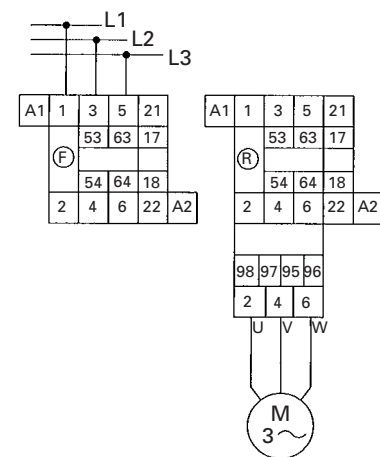 L1
L2
L3
A1 1 3 5 21 A1 1 3 5 21
53 63 17 53 63 17
F R
54 64 18 54 64 18
2 4 6 22 A2 2 4 6 22 A2
98 97 95 96
2 4 6
U V W
M
3~